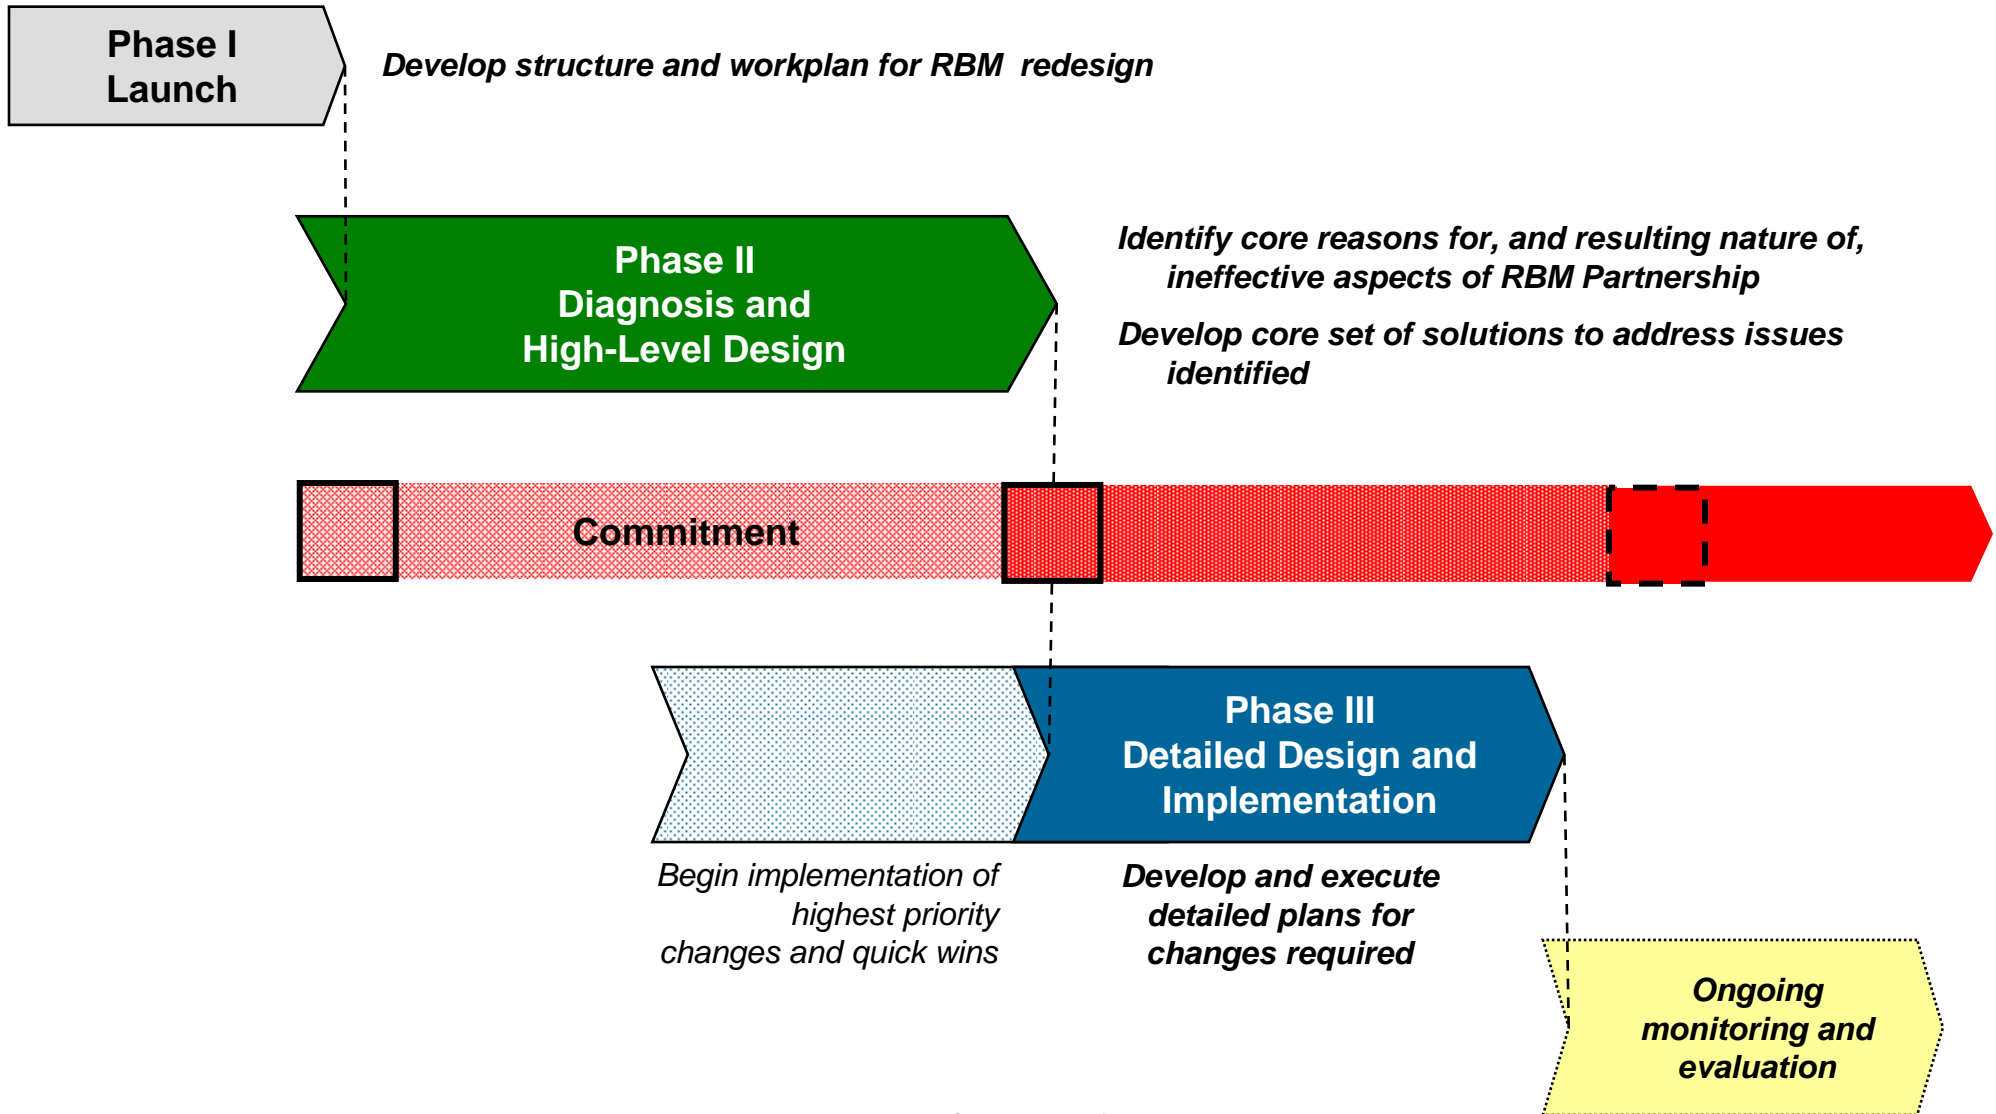 Phase I
Launch
Develop structure and workplan for RBM redesign
Phase II
Diagnosis and
High-Level Design
Identify core reasons for, and resulting nature of,
ineffective aspects of RBM Partnership
Develop core set of solutions to address issues
identified
Commitment
Phase III
Detailed Design and
Implementation
Begin implementation of
highest priority
changes and quick wins
Develop and execute
detailed plans for
changes required
Ongoing
monitoring and
evaluation